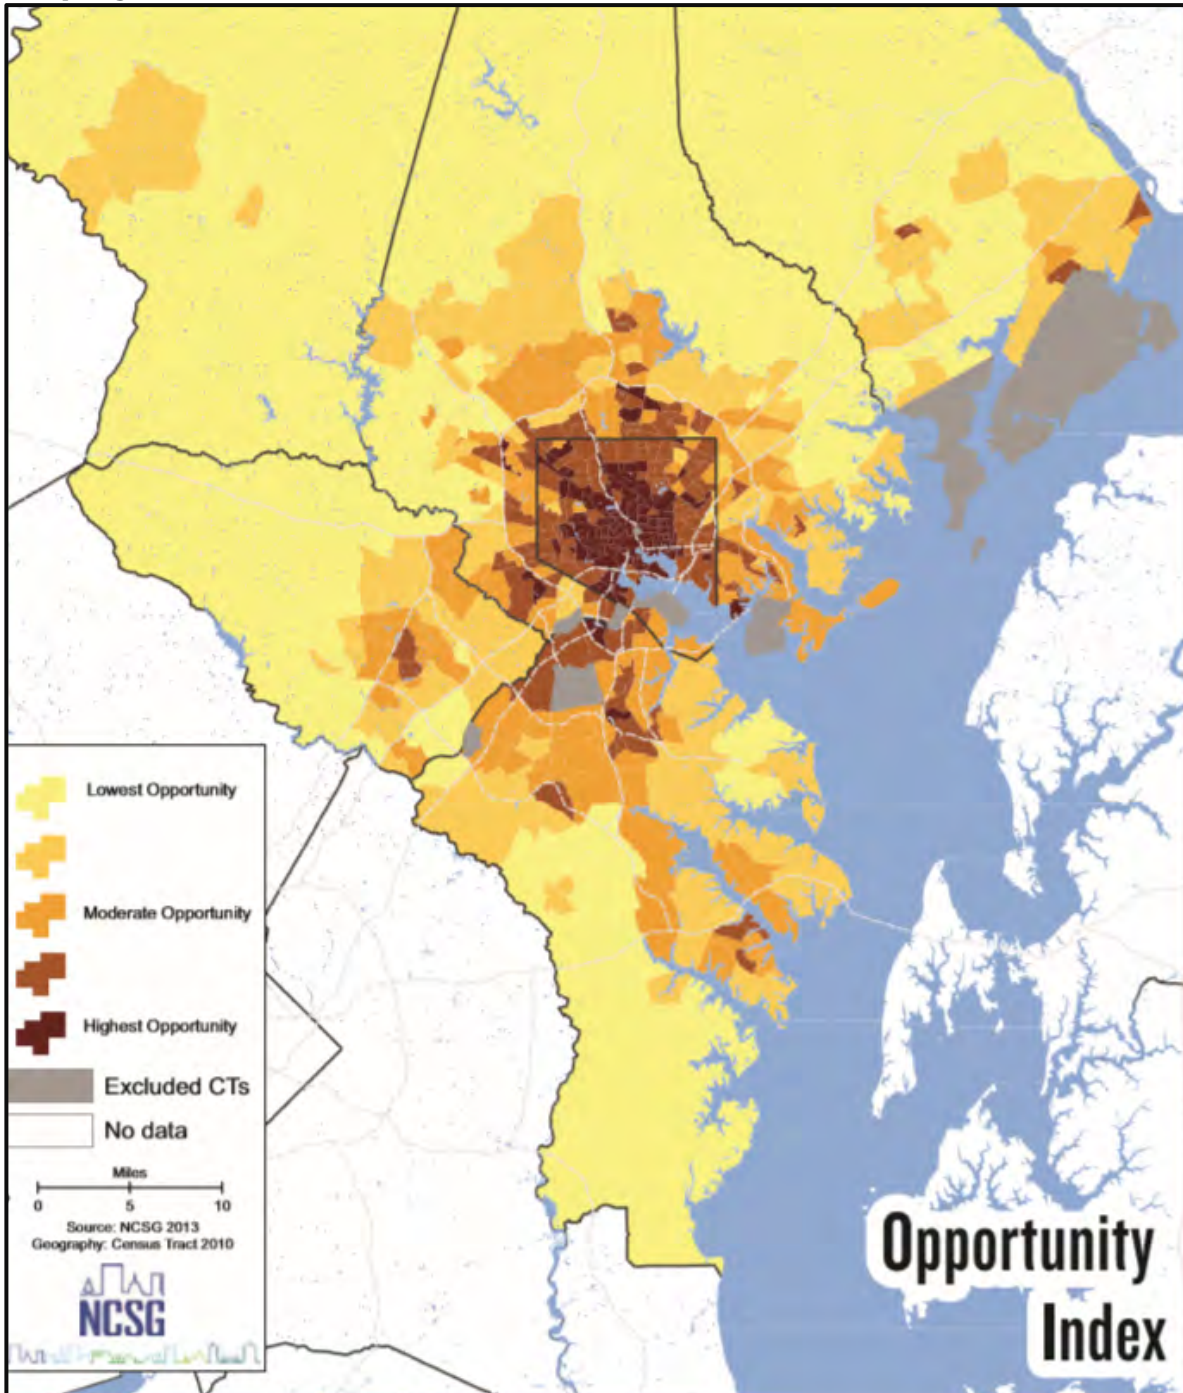 Lowest Opportunity
Moderate Opportunity
Highest Opportunity
Excluded CTs
No data
Miles
0 5 10
Source: NCSG 2013
Geography: Census Tract 2010
NCSG
Opportunity
Index